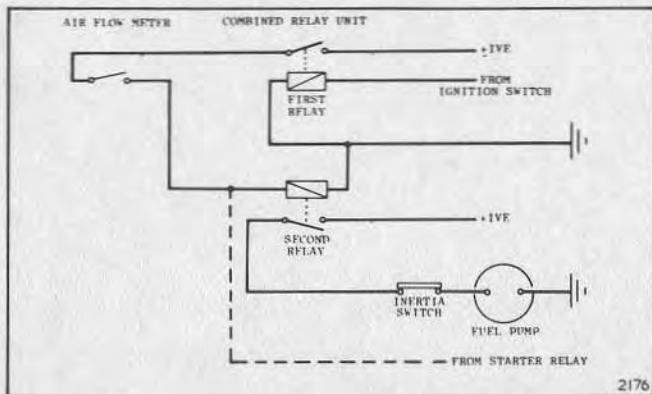 AIR FLOW METER
COMBINED RELAY UNIT
+IVE
FROM
IGNITION SWITCH
FIRST
RELAY
+IVE
SECOND
RELAY
INERTIA
SWITCH
FUEL PUMP
FROM STARTER RELAY
2176